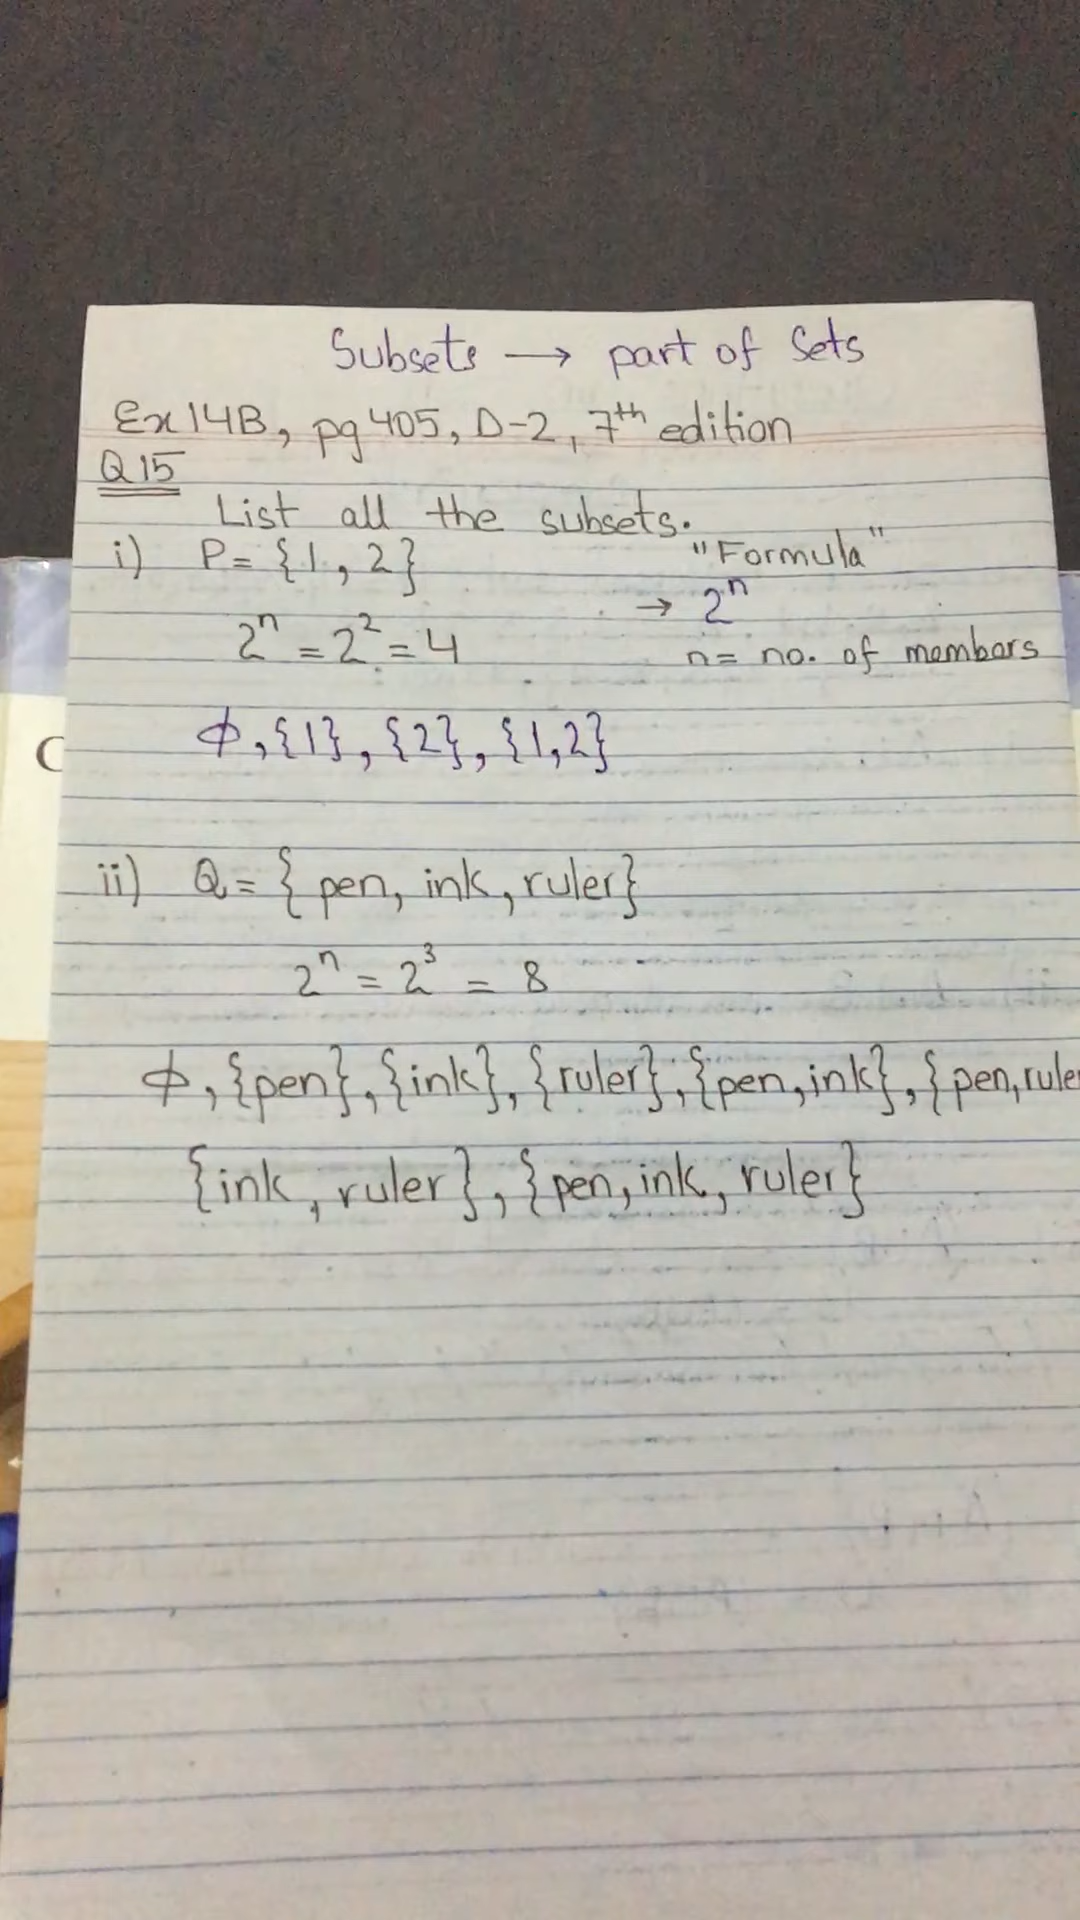 Subsets → part of Sets
Ex 14B, pg 405, D-2, 7th edition
Q15
List all the subsets.
i) P= {1, 2}
"Formula"
→ 2ⁿ
2ⁿ = 2² = 4
n= no. of members
ϕ, {1}, {2}, {1,2}
C
ii) Q= { pen, ink, ruler}
2ⁿ = 2³ = 8
ϕ, {pen}, {ink}, {ruler}, {pen, ink}, { pen, rule
{ink, ruler}, {pen, ink, ruler}